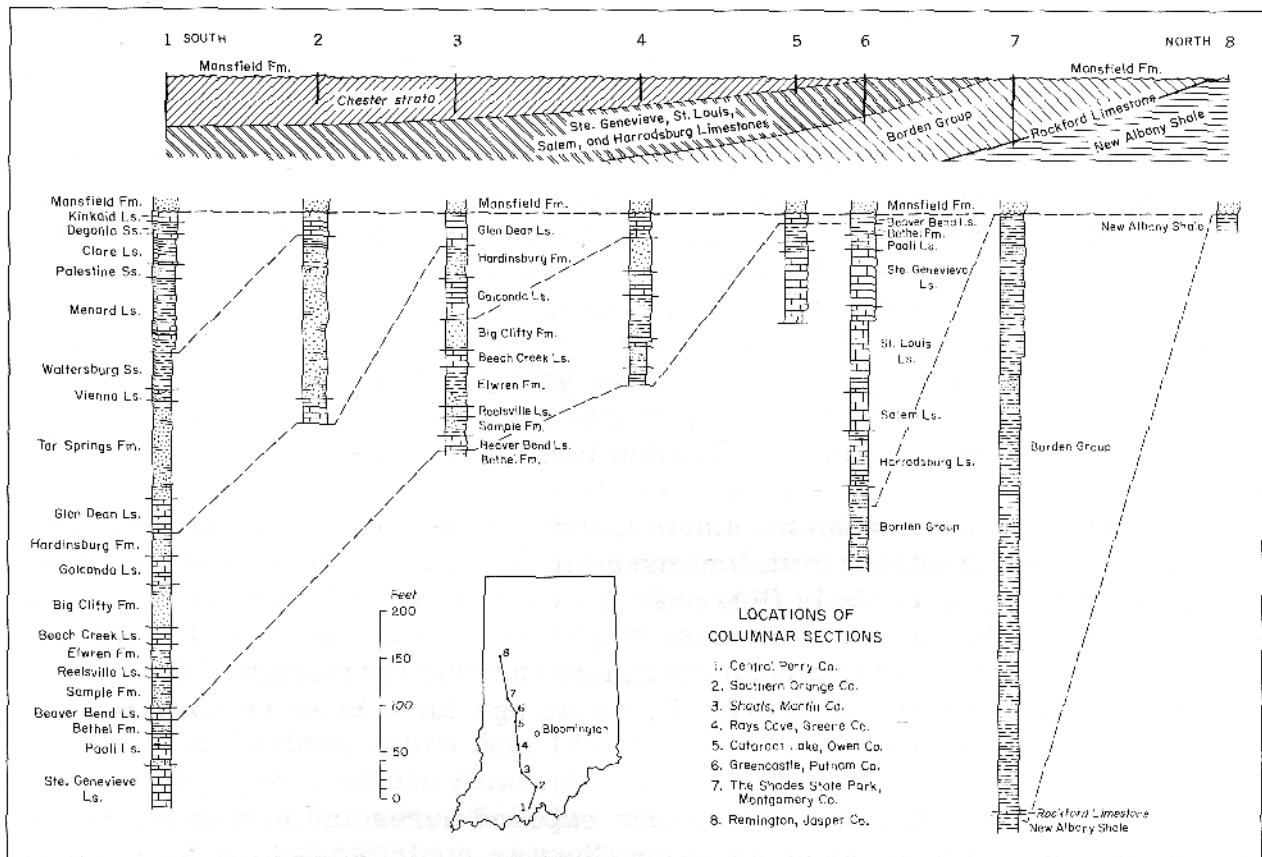 1 SOUTH 2 3 4 5 6 7 NORTH 8
Mansfield Fm.
Mansfield Fm.
Chester strata
Ste. Genevieve, St. Louis,
Salem, and Harrodsburg Limestones
Borden Group
Rockford Limestone
New Albany Shale
Mansfield Fm.
Kinkaid Ls.
Degonia Ss.
Clore Ls.
Palestine Ss.
Menard Ls.
Waltersburg Ss.
Vienna Ls.
Tar Springs Fm.
Glen Dean Ls.
Hardinsburg Fm.
Golconda Ls.
Big Clifty Fm.
Beech Creek Ls.
Elwren Fm.
Reelsville Ls.
Sample Fm.
Beaver Bend Ls.
Bethel Fm.
Paoli Ls.
Ste. Genevieve
Ls.
Mansfield Fm.
Glen Dean Ls.
Hardinsburg Fm.
Golconda Ls.
Big Clifty Fm.
Beech Creek Ls.
Elwren Fm.
Reelsville Ls.
Sample Fm.
Beaver Bend Ls.
Bethel Fm.
Mansfield Fm.
Beaver Bend Ls.
Bethel Fm.
Paoli Ls.
Ste. Genevieve
Ls.
St. Louis
Ls.
Salem Ls.
Harrodsburg Ls.
Borden Group
Borden Group
Rockford Limestone
New Albany Shale
New Albany Shale
Feet
200
150
100
50
0
8
7
6
5
4
3
2
1
Bloomington
LOCATIONS OF
COLUMNAR SECTIONS
1. Central Perry Co.
2. Southern Orange Co.
3. Shoals, Martin Co.
4. Rays Cave, Greene Co.
5. Cataract Lake, Owen Co.
6. Greencastle, Putnam Co.
7. The Shades State Park,
Montgomery Co.
8. Remington, Jasper Co.